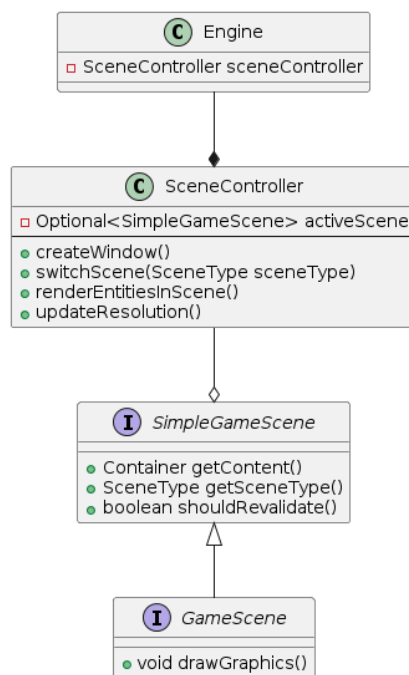 C Engine
SceneController sceneController
C SceneController
Optional<SimpleGameScene> activeScene
createWindow()
switchScene(SceneType sceneType)
renderEntitiesInScene()
updateResolution()
I SimpleGameScene
Container getContent()
SceneType getSceneType()
boolean shouldRevalidate()
I GameScene
void drawGraphics()